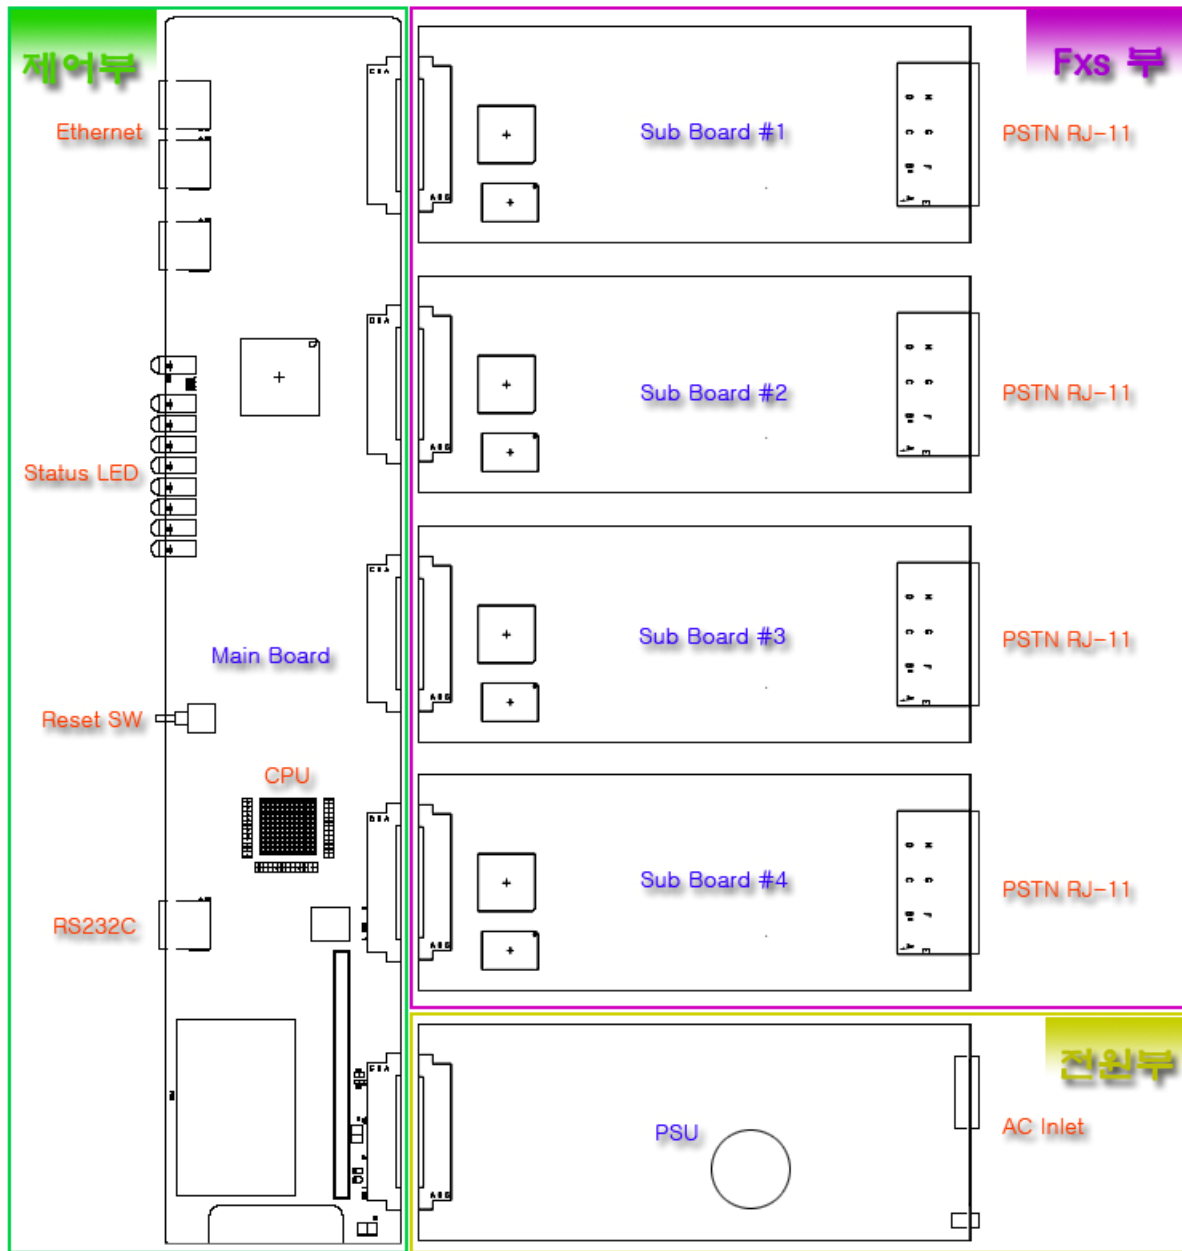 제어부
Ethernet
Status LED
Main Board
Reset SW
CPU
RS232C
Fxs 부
Sub Board #1
PSTN RJ-11
Sub Board #2
PSTN RJ-11
Sub Board #3
PSTN RJ-11
Sub Board #4
PSTN RJ-11
전원부
PSU
AC Inlet